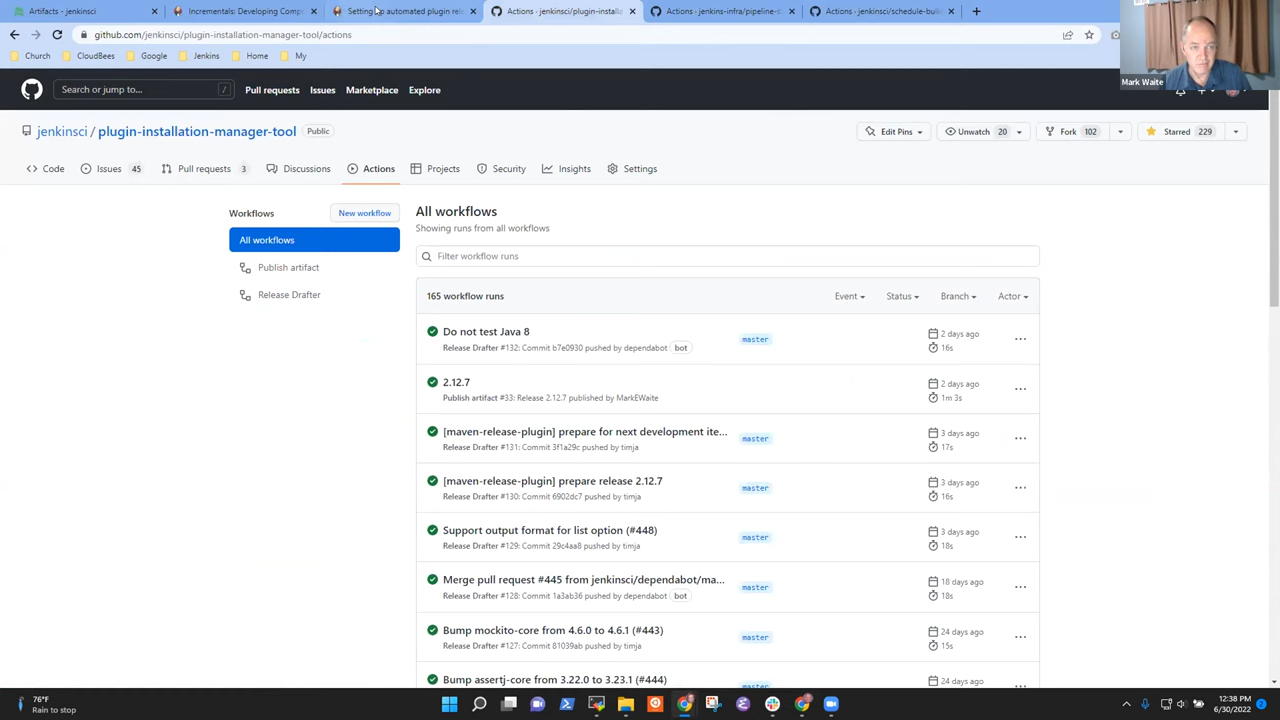 Artifacts - jenkinsci
Incrementals: Developing Comp
Setting up automated plugin rele
Actions - jenkinsci/plugin-installa
Actions - jenkins-infra/pipeline-s
Actions - jenkinsci/schedule-buil
github.com/jenkinsci/plugin-installation-manager-tool/actions
Church
CloudBees
Google
Jenkins
Home
My
Mark Waite
Search or jump to...
/
Pull requests
Issues
Marketplace
Explore
jenkinsci / plugin-installation-manager-tool
Public
Edit Pins
Unwatch 20
Fork 102
Starred 229
Code
Issues 45
Pull requests 3
Discussions
Actions
Projects
Security
Insights
Settings
Workflows
New workflow
All workflows
Publish artifact
Release Drafter
All workflows
Showing runs from all workflows
Filter workflow runs
165 workflow runs
Event
Status
Branch
Actor
Do not test Java 8
Release Drafter #132: Commit b7e0930 pushed by dependabot bot
master
2 days ago
16s
2.12.7
Publish artifact #33: Release 2.12.7 published by MarkEWaite
2 days ago
1m 3s
[maven-release-plugin] prepare for next development ite...
Release Drafter #131: Commit 3f1a29c pushed by timja
master
3 days ago
17s
[maven-release-plugin] prepare release 2.12.7
Release Drafter #130: Commit 6902dc7 pushed by timja
master
3 days ago
16s
Support output format for list option (#448)
Release Drafter #129: Commit 29c4aa8 pushed by timja
master
3 days ago
18s
Merge pull request #445 from jenkinsci/dependabot/ma...
Release Drafter #128: Commit 1a3ab36 pushed by dependabot bot
master
18 days ago
18s
Bump mockito-core from 4.6.0 to 4.6.1 (#443)
Release Drafter #127: Commit 81039ab pushed by timja
master
24 days ago
15s
Bump assertj-core from 3.22.0 to 3.23.1 (#444)
master
24 days ago
76°F
Rain to stop
12:38 PM
6/30/2022
2